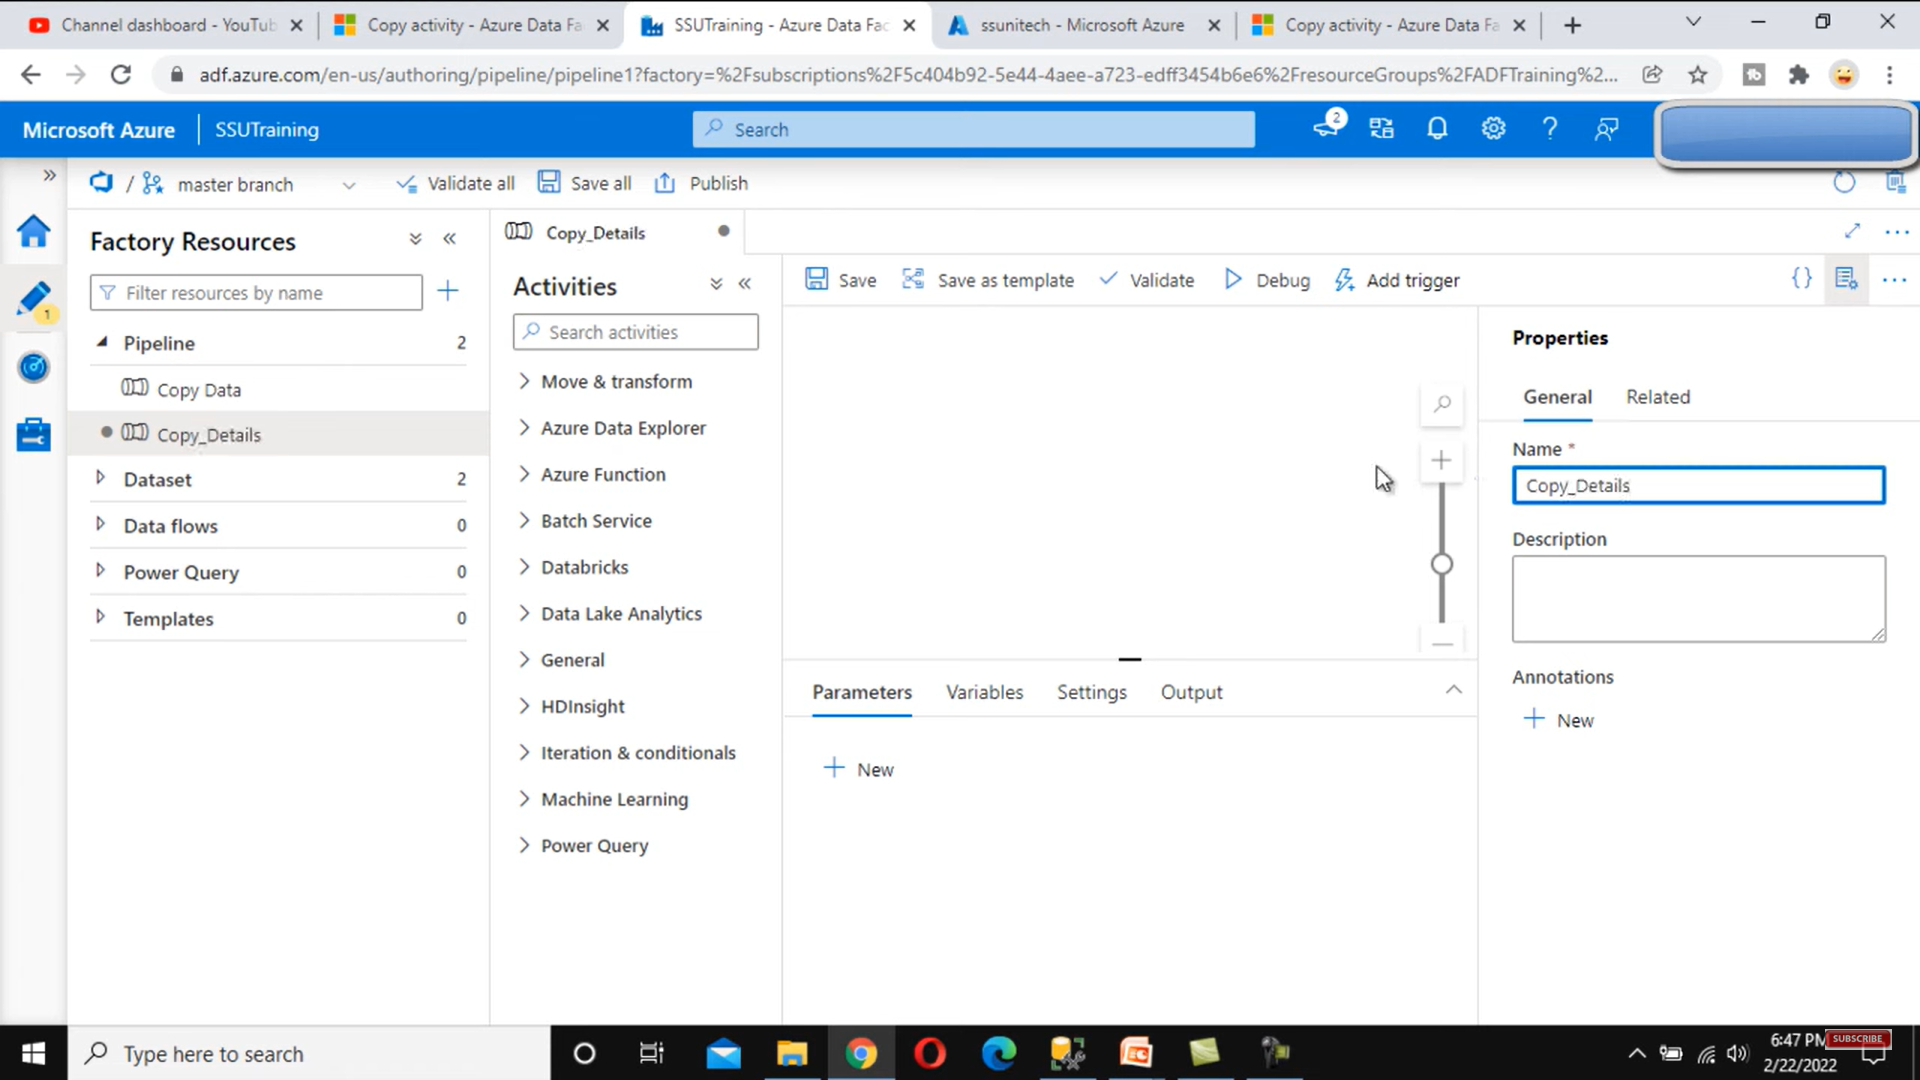 Channel dashboard - YouTub
Copy activity - Azure Data Fa
SSUTraining - Azure Data Fac
ssunitech - Microsoft Azure
Copy activity - Azure Data Fa
adf.azure.com/en-us/authoring/pipeline/pipeline1?factory=%2Fsubscriptions%2F5c404b92-5e44-4aee-a723-edff3454b6e6%2FresourceGroups%2FADFTraining%2...
Microsoft Azure
SSUTraining
Search
2
/ master branch
Validate all
Save all
Publish
Factory Resources
Filter resources by name
1
Pipeline 2
Copy Data
Copy_Details
Dataset 2
Data flows 0
Power Query 0
Templates 0
Copy_Details
Activities
Search activities
Move & transform
Azure Data Explorer
Azure Function
Batch Service
Databricks
Data Lake Analytics
General
HDInsight
Iteration & conditionals
Machine Learning
Power Query
Save
Save as template
Validate
Debug
Add trigger
{}
Parameters
Variables
Settings
Output
New
Properties
General
Related
Name *
Copy_Details
Description
Annotations
New
Type here to search
6:47 PM
2/22/2022
SUBSCRIBE